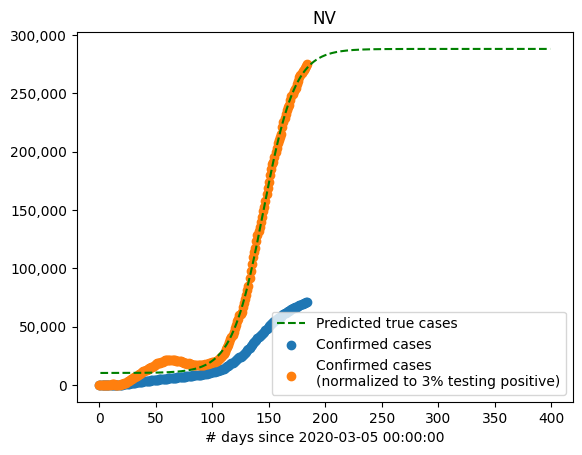 NV
300,000
250,000
200,000
150,000
100,000
50,000
0
Predicted true cases
Confirmed cases
Confirmed cases
(normalized to 3% testing positive)
0 50 100 150 200 250 300 350 400
# days since 2020-03-05 00:00:00